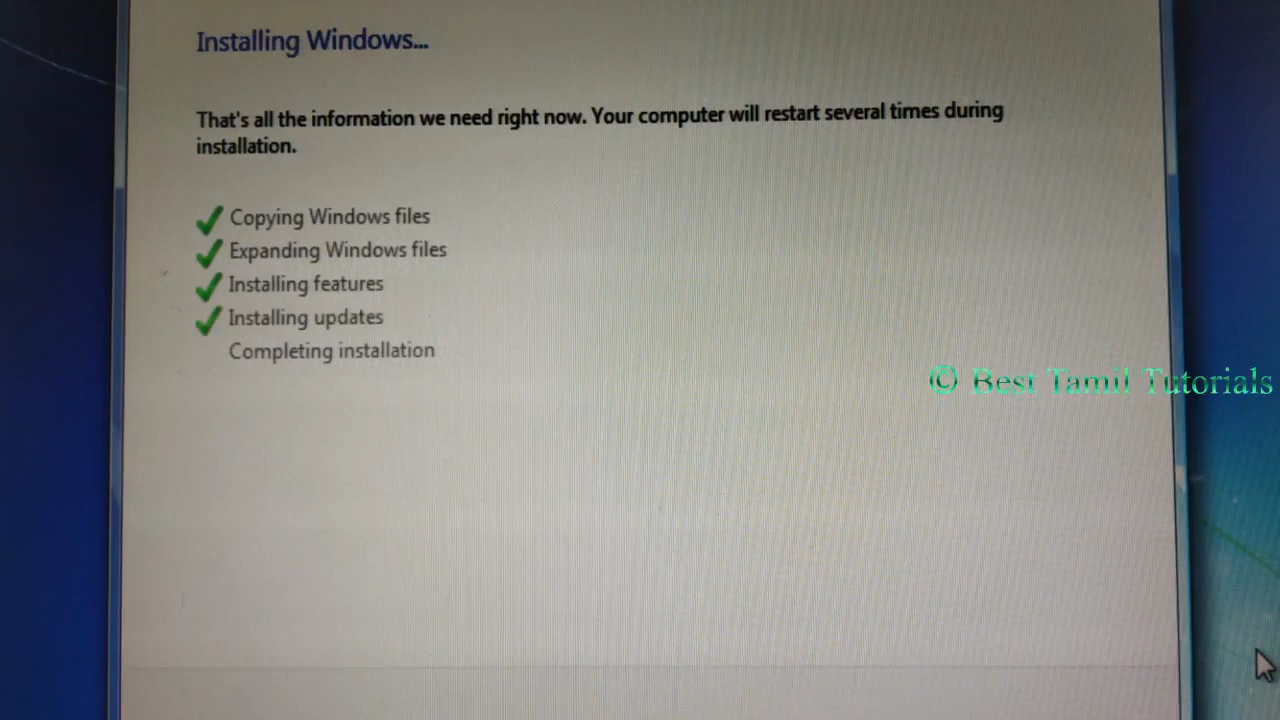 Installing Windows...
That's all the information we need right now. Your computer will restart several times during
installation.
Copying Windows files
Expanding Windows files
Installing features
Installing updates
Completing installation
© Best Tamil Tutorials